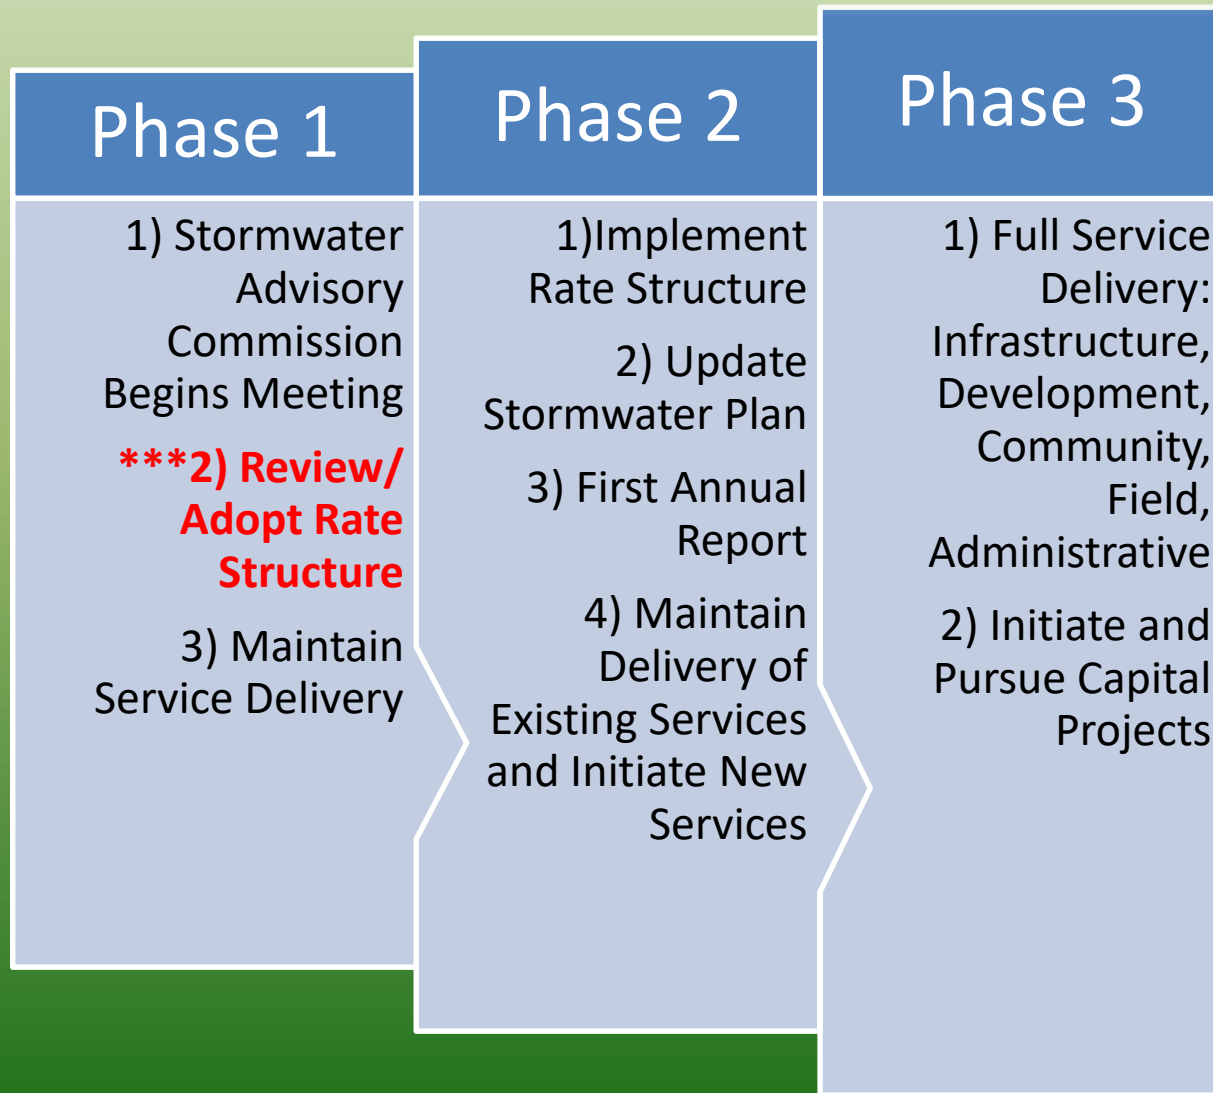 Phase 1
1) Stormwater
Advisory
Commission
Begins Meeting
***2) Review/
Adopt Rate
Structure
3) Maintain
Service Delivery
Phase 2
1)Implement
Rate Structure
2) Update
Stormwater Plan
3) First Annual
Report
4) Maintain
Delivery of
Existing Services
and Initiate New
Services
Phase 3
1) Full Service
Delivery:
Infrastructure,
Development,
Community,
Field,
Administrative
2) Initiate and
Pursue Capital
Projects